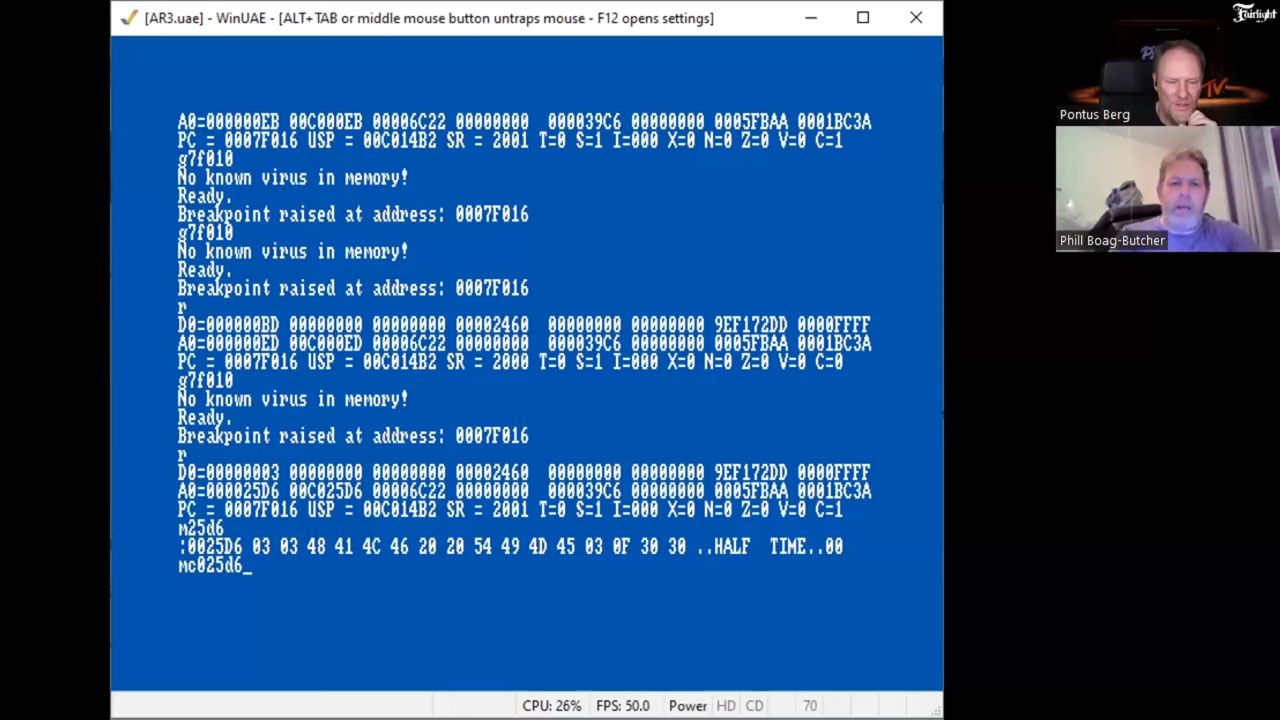 [AR3.uae] - WinUAE - [ALT+TAB or middle mouse button untraps mouse - F12 opens settings]
A0=000000EB 00C000EB 00006C22 00000000  000039C6 00000000 0005FBAA 0001BC3A
PC = 0007F016 USP = 00C014B2 SR = 2001 T=0 S=1 I=000 X=0 N=0 Z=0 V=0 C=1
g7f010
No known virus in memory!
Ready.
Breakpoint raised at address: 0007F016
g7f010
No known virus in memory!
Ready.
Breakpoint raised at address: 0007F016
r
D0=000000BD 00000000 00000000 00002460  00000000 00000000 9EF172DD 0000FFFF
A0=000000ED 00C000ED 00006C22 00000000  000039C6 00000000 0005FBAA 0001BC3A
PC = 0007F016 USP = 00C014B2 SR = 2000 T=0 S=1 I=000 X=0 N=0 Z=0 V=0 C=0
g7f010
No known virus in memory!
Ready.
Breakpoint raised at address: 0007F016
r
D0=00000003 00000000 00000000 00002460  00000000 00000000 9EF172DD 0000FFFF
A0=000025D6 00C025D6 00006C22 00000000  000039C6 00000000 0005FBAA 0001BC3A
PC = 0007F016 USP = 00C014B2 SR = 2001 T=0 S=1 I=000 X=0 N=0 Z=0 V=0 C=1
m25d6
:0025D6 03 03 48 41 4C 46 20 20 54 49 4D 45 03 0F 30 30 ..HALF  TIME..00
mc025d6_
CPU: 26% FPS: 50.0 Power HD CD 70
Fairlight
TV
Pontus Berg
Phill Boag-Butcher